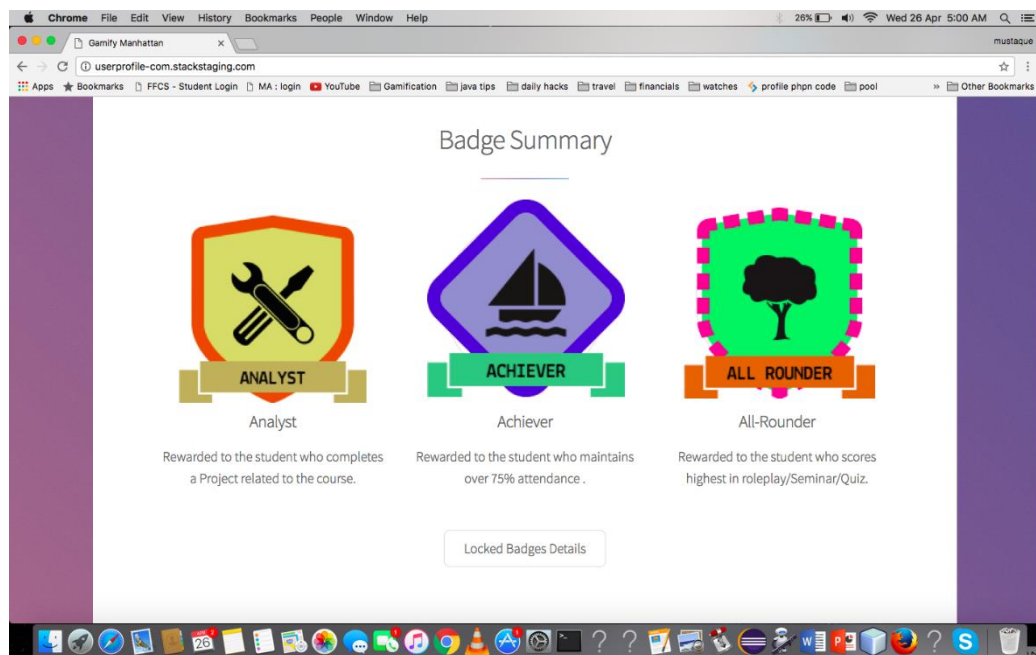 Chrome File Edit View History Bookmarks People Window Help 26% Wed 26 Apr 5:00 AM
Gamify Manhattan mustaque
userprofile-com.stackstaging.com
Apps Bookmarks FFCS - Student Login MA : login YouTube Gamification java tips daily hacks travel financials watches profile phpn code pool » Other Bookmarks
Badge Summary
ANALYST ACHIEVER ALL ROUNDER
Analyst Achiever All-Rounder
Rewarded to the student who completes Rewarded to the student who maintains Rewarded to the student who scores
a Project related to the course. over 75% attendance . highest in roleplay/Seminar/Quiz.
Locked Badges Details
26